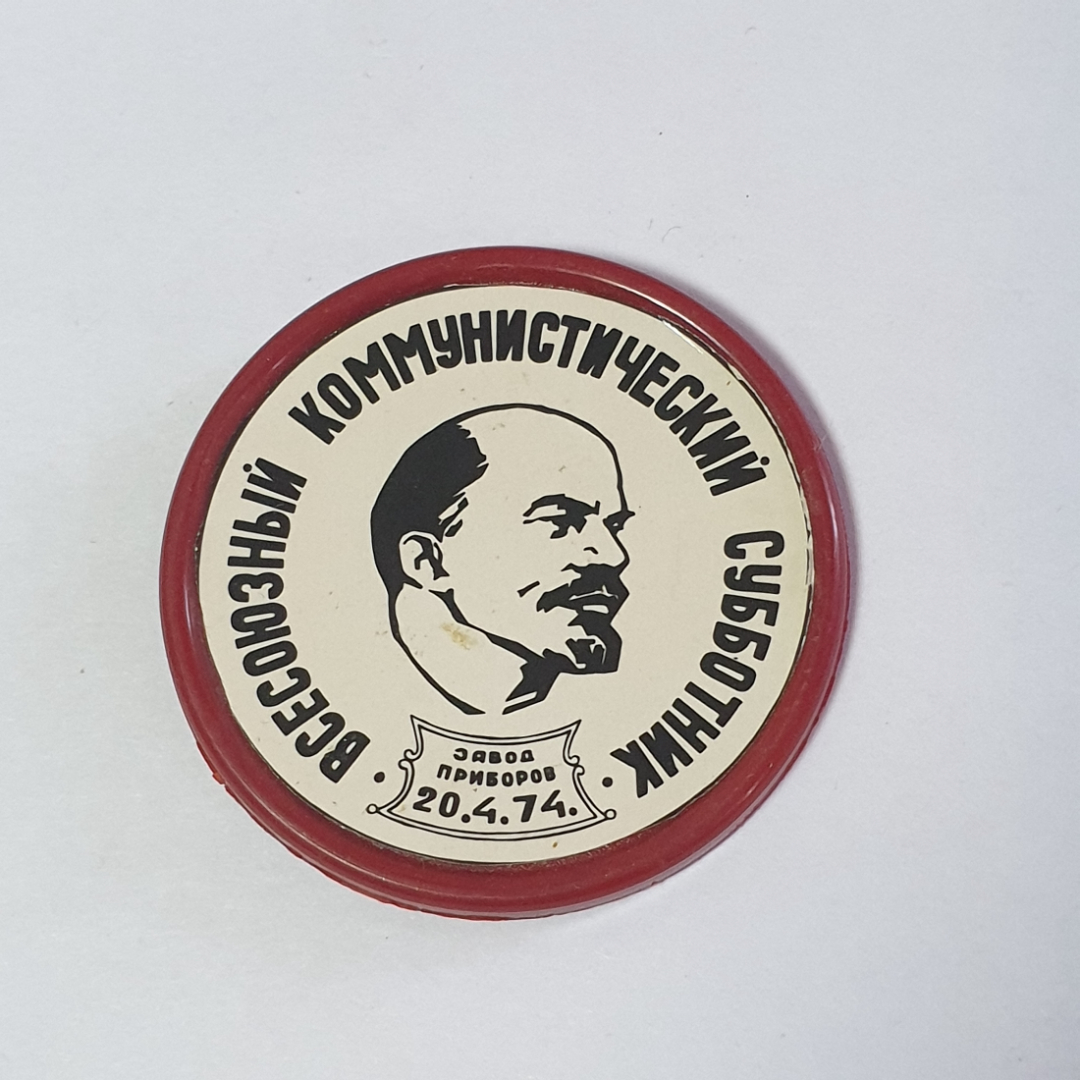 ВСЕСОЮЗНЫЙ КОММУНИСТИЧЕСКИЙ СУББОТНИК
ЗАВОД
ПРИБОРОВ
20.4.74.